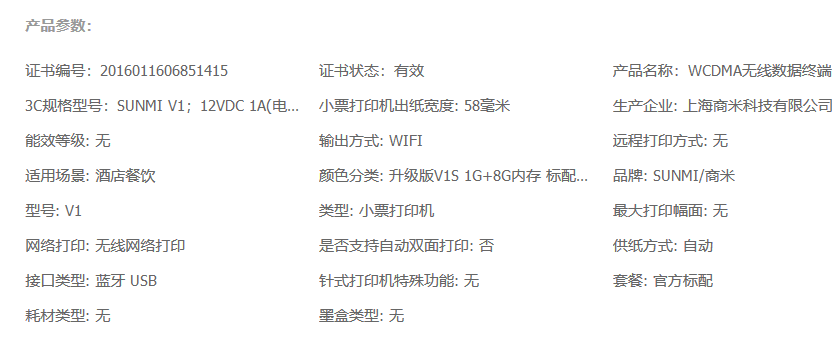 产品参数：
证书编号：2016011606851415 证书状态：有效 产品名称：WCDMA无线数据终端
3C规格型号：SUNMI V1；12VDC 1A(电... 小票打印机出纸宽度: 58毫米 生产企业: 上海商米科技有限公司
能效等级: 无 输出方式: WIFI 远程打印方式: 无
适用场景: 酒店餐饮 颜色分类: 升级版V1S 1G+8G内存 标配... 品牌: SUNMI/商米
型号: V1 类型: 小票打印机 最大打印幅面: 无
网络打印: 无线网络打印 是否支持自动双面打印: 否 供纸方式: 自动
接口类型: 蓝牙 USB 针式打印机特殊功能: 无 套餐: 官方标配
耗材类型: 无 墨盒类型: 无